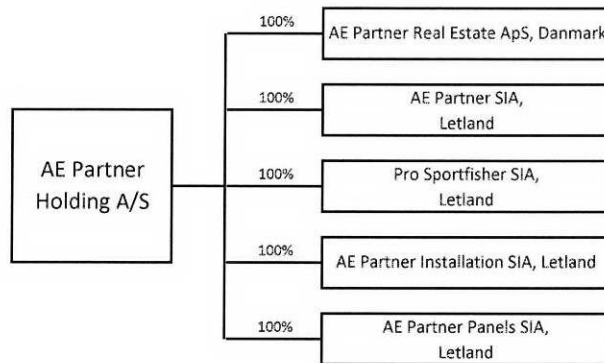 100%
AE Partner Real Estate ApS, Danmark
100%
AE Partner SIA,
Letland
AE Partner
Holding A/S
100%
Pro Sportfisher SIA,
Letland
100%
AE Partner Installation SIA, Letland
100%
AE Partner Panels SIA,
Letland